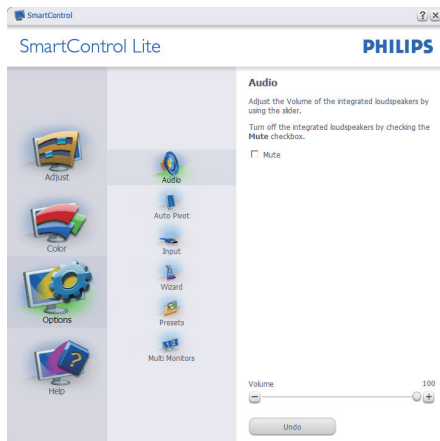 SmartControl
SmartControl Lite
PHILIPS
Adjust
Color
Options
Help
Audio
Auto Pivot
Input
Wizard
Presets
Multi Monitors
Audio
Adjust the Volume of the integrated loudspeakers by
using the slider.
Turn off the integrated loudspeakers by checking the
Mute checkbox.
Mute
Volume 100
Undo